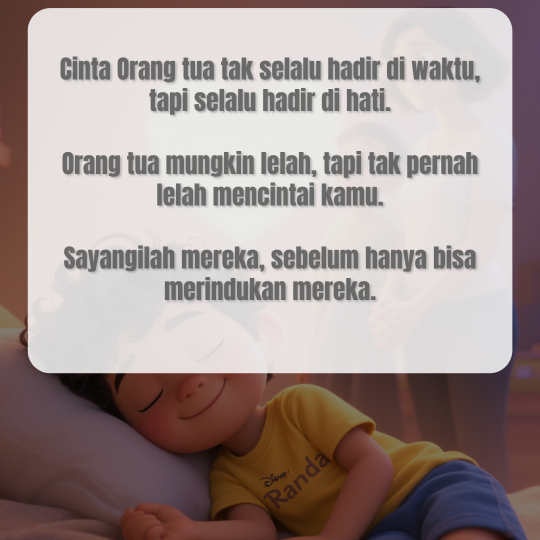 Cinta Orang tua tak selalu hadir di waktu,
tapi selalu hadir di hati.
Orang tua mungkin lelah, tapi tak pernah
lelah mencintai kamu.
Sayangilah mereka, sebelum hanya bisa
merindukan mereka.
Disney
Randa